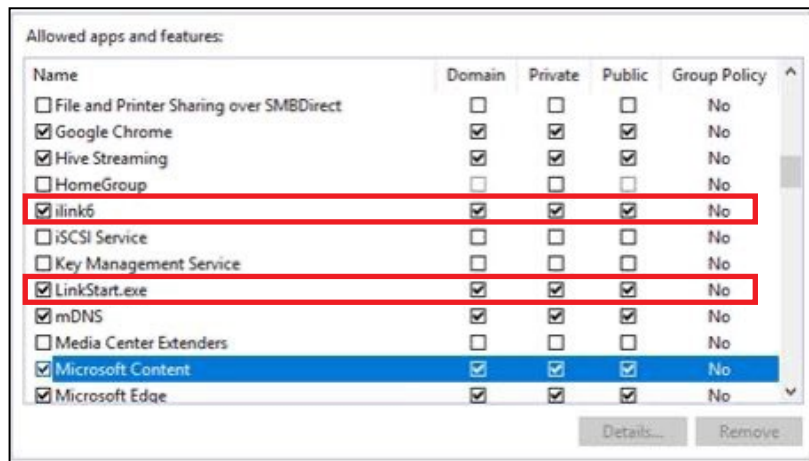 Allowed apps and features:
Name Domain Private Public Group Policy
File and Printer Sharing over SMBDirect No
Google Chrome No
Hive Streaming No
HomeGroup No
ilink6 No
iSCSI Service No
Key Management Service No
LinkStart.exe No
mDNS No
Media Center Extenders No
Microsoft Content No
Microsoft Edge No
Details... Remove